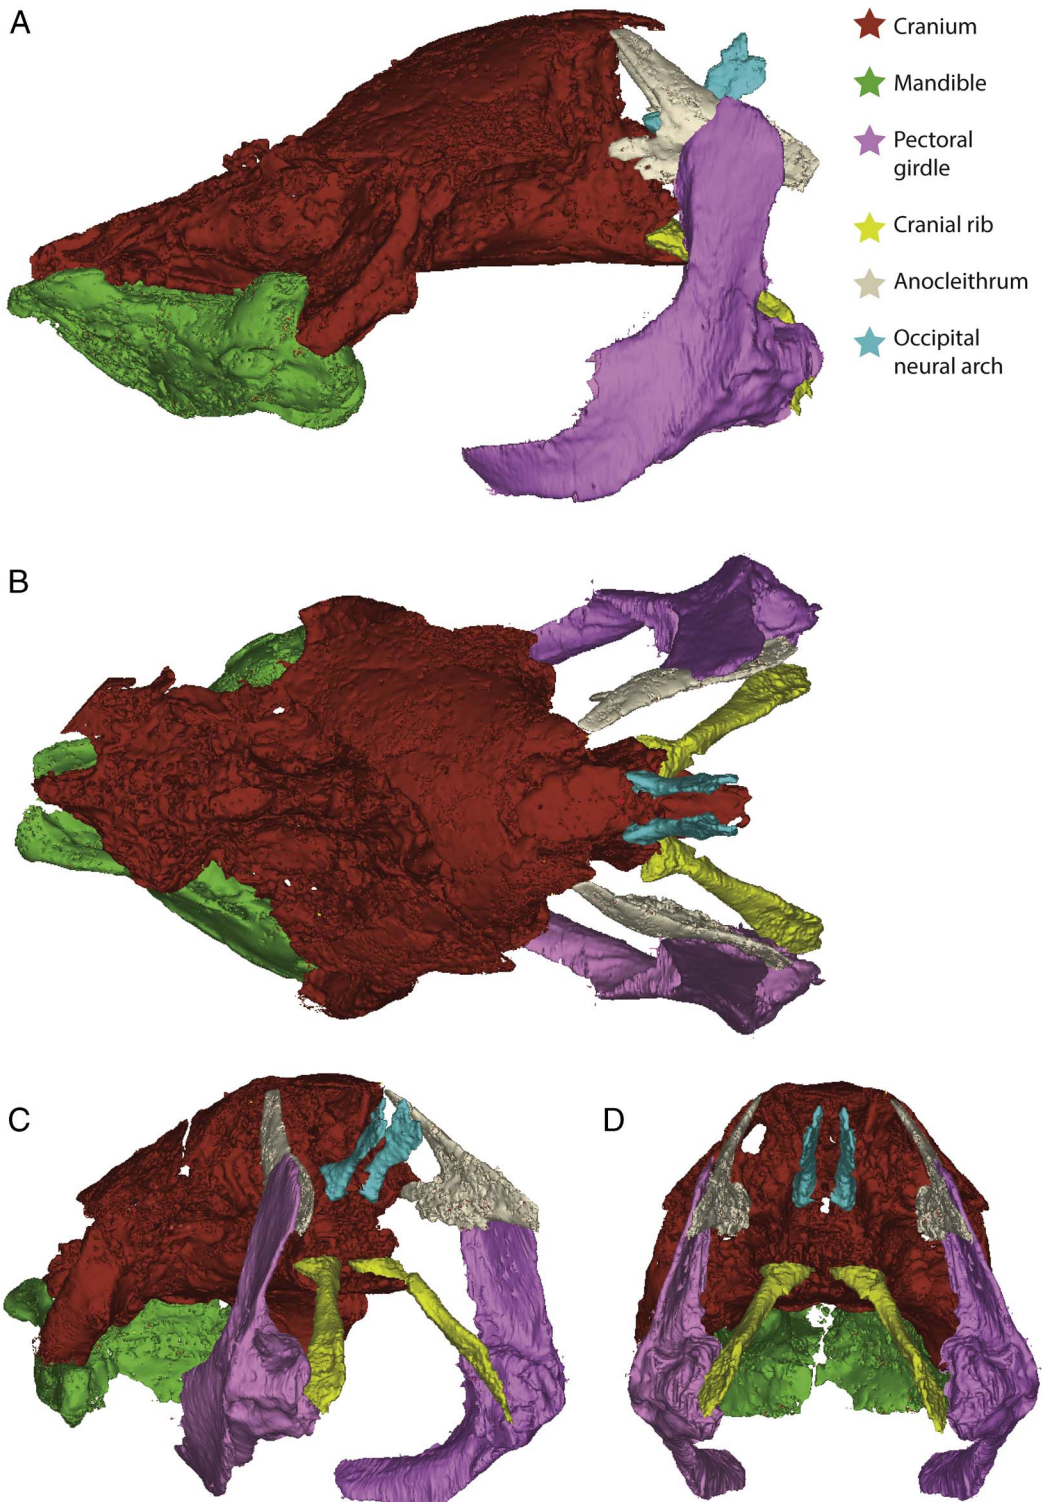 A
Cranium
Mandible
Pectoral
girdle
Cranial rib
Anocleithrum
Occipital
neural arch
B
C
D